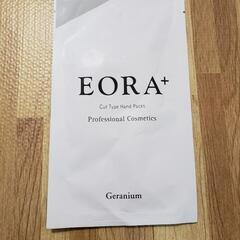 EORA+
Cut Type Hand Packs
Professional Cosmetics
Geranium